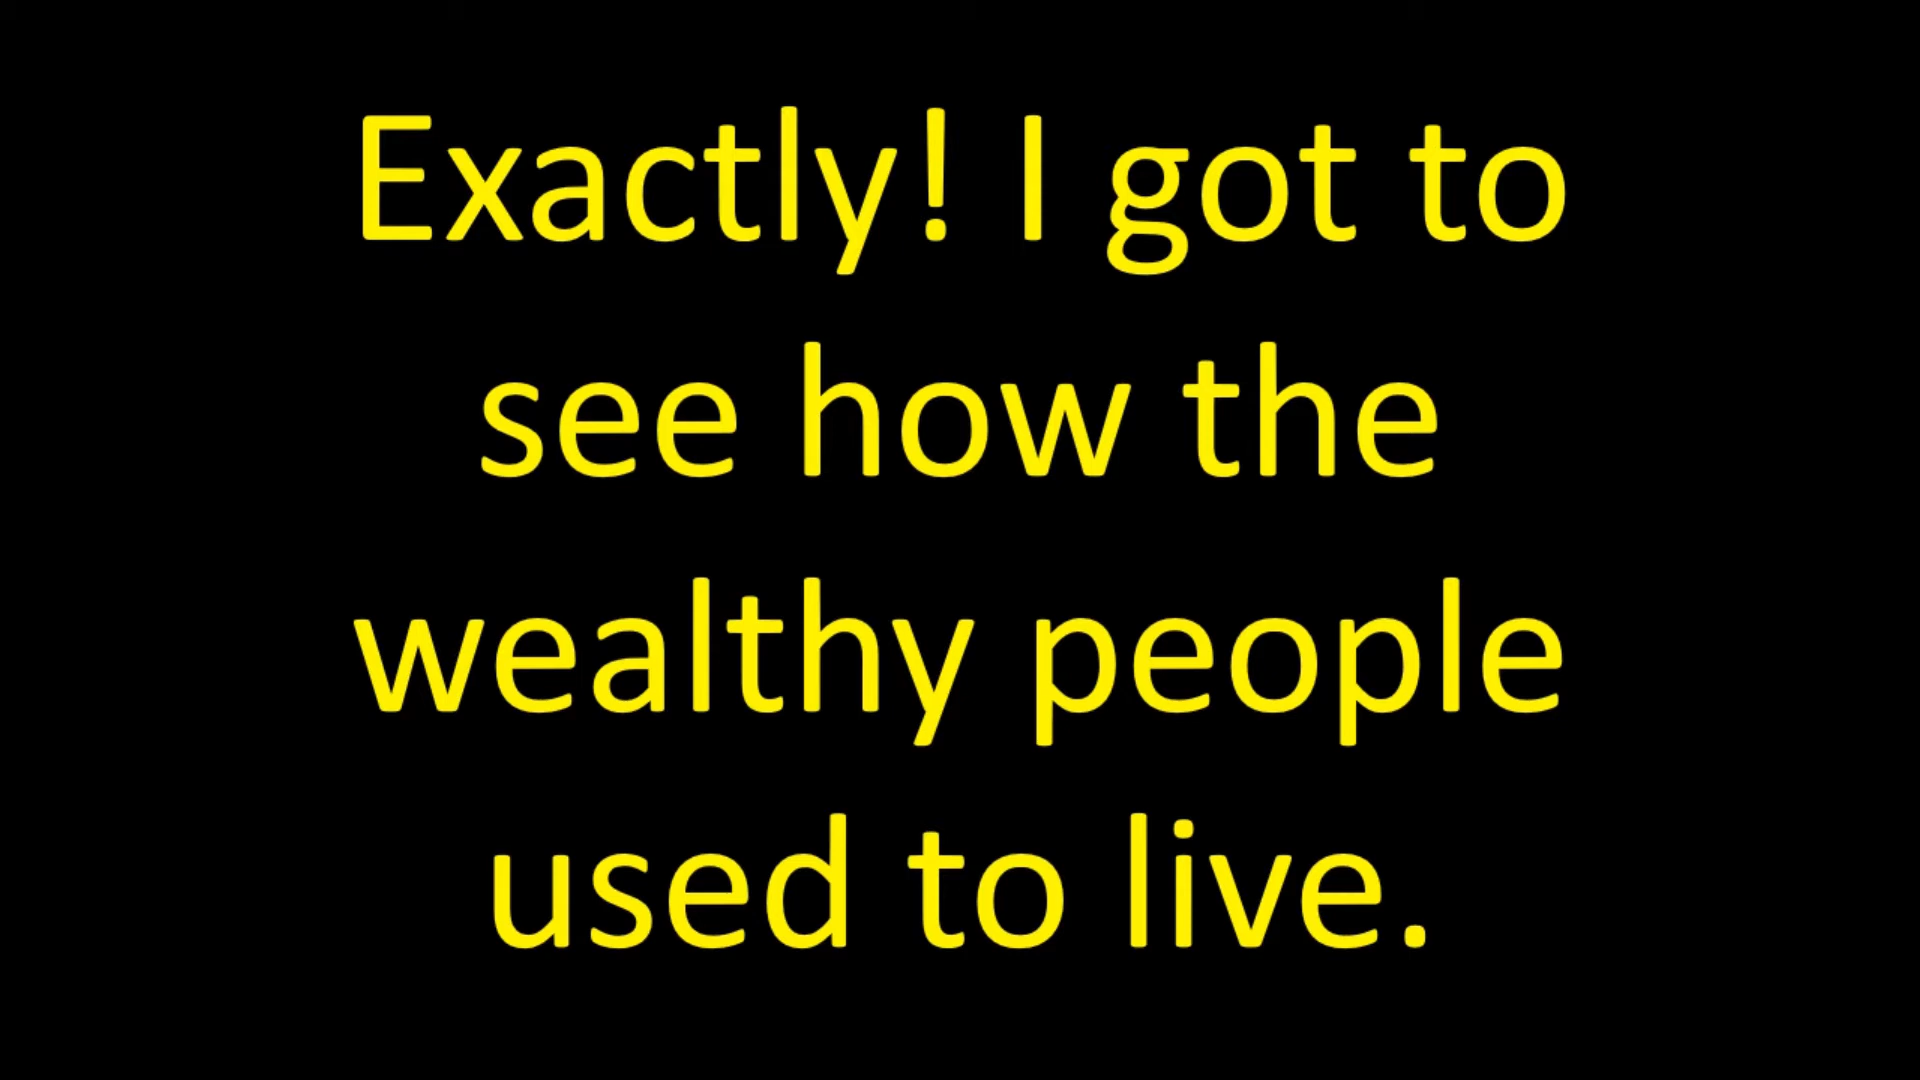 Exactly! I got to
see how the
wealthy people
used to live.